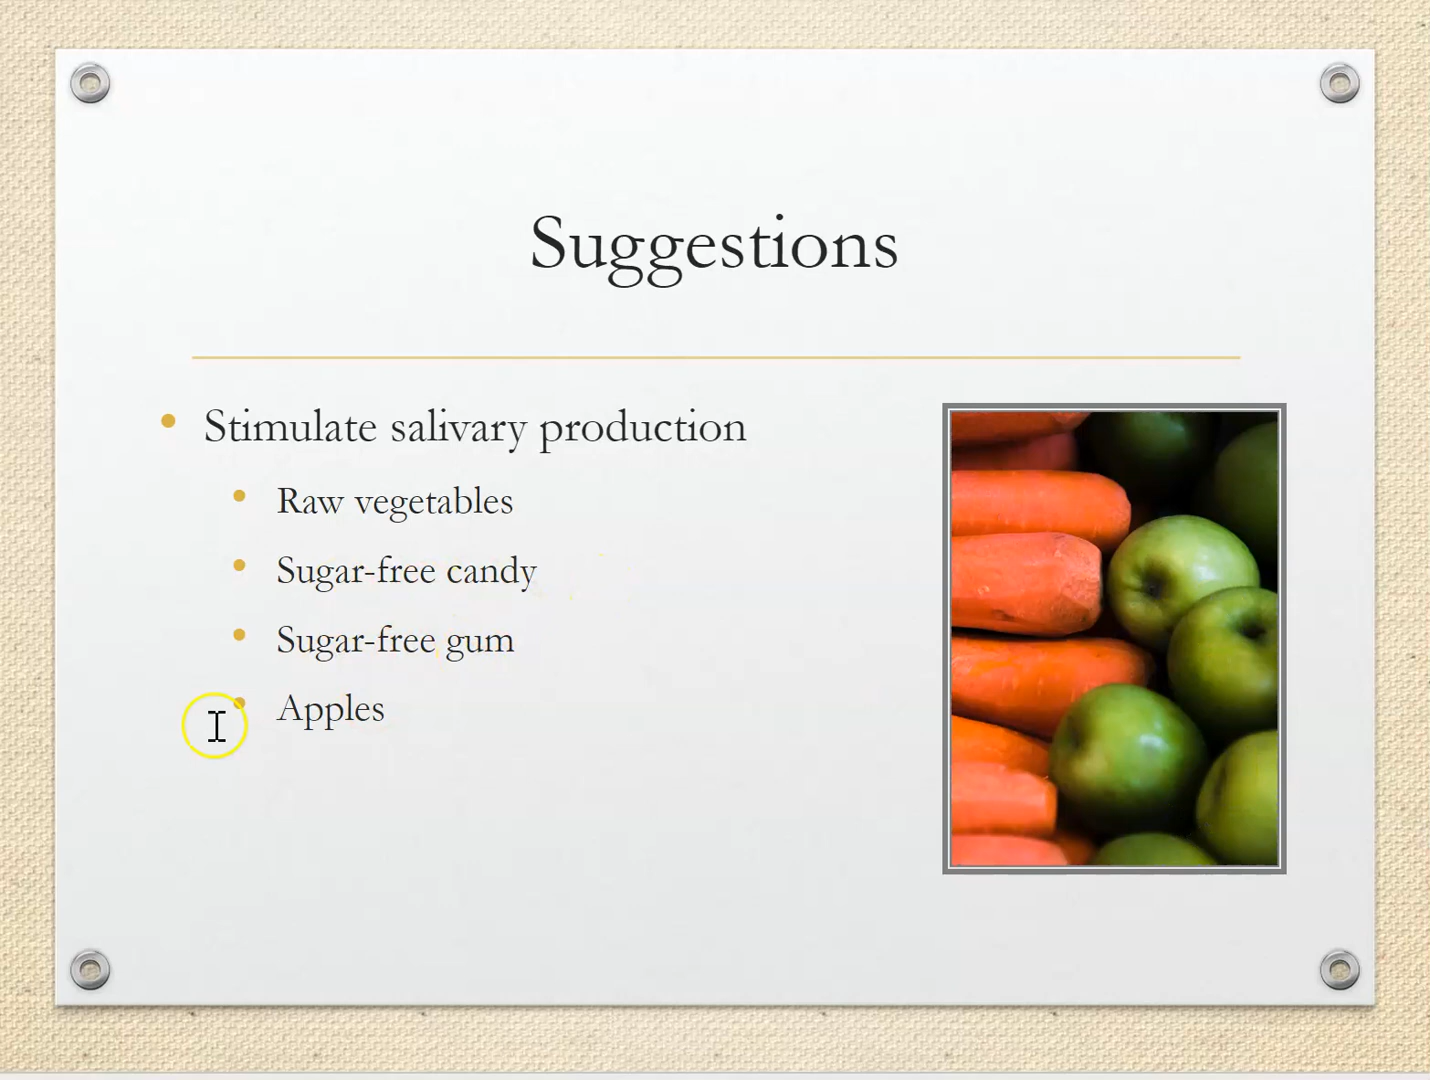 Suggestions
Stimulate salivary production
Raw vegetables
Sugar-free candy
Sugar-free gum
Apples